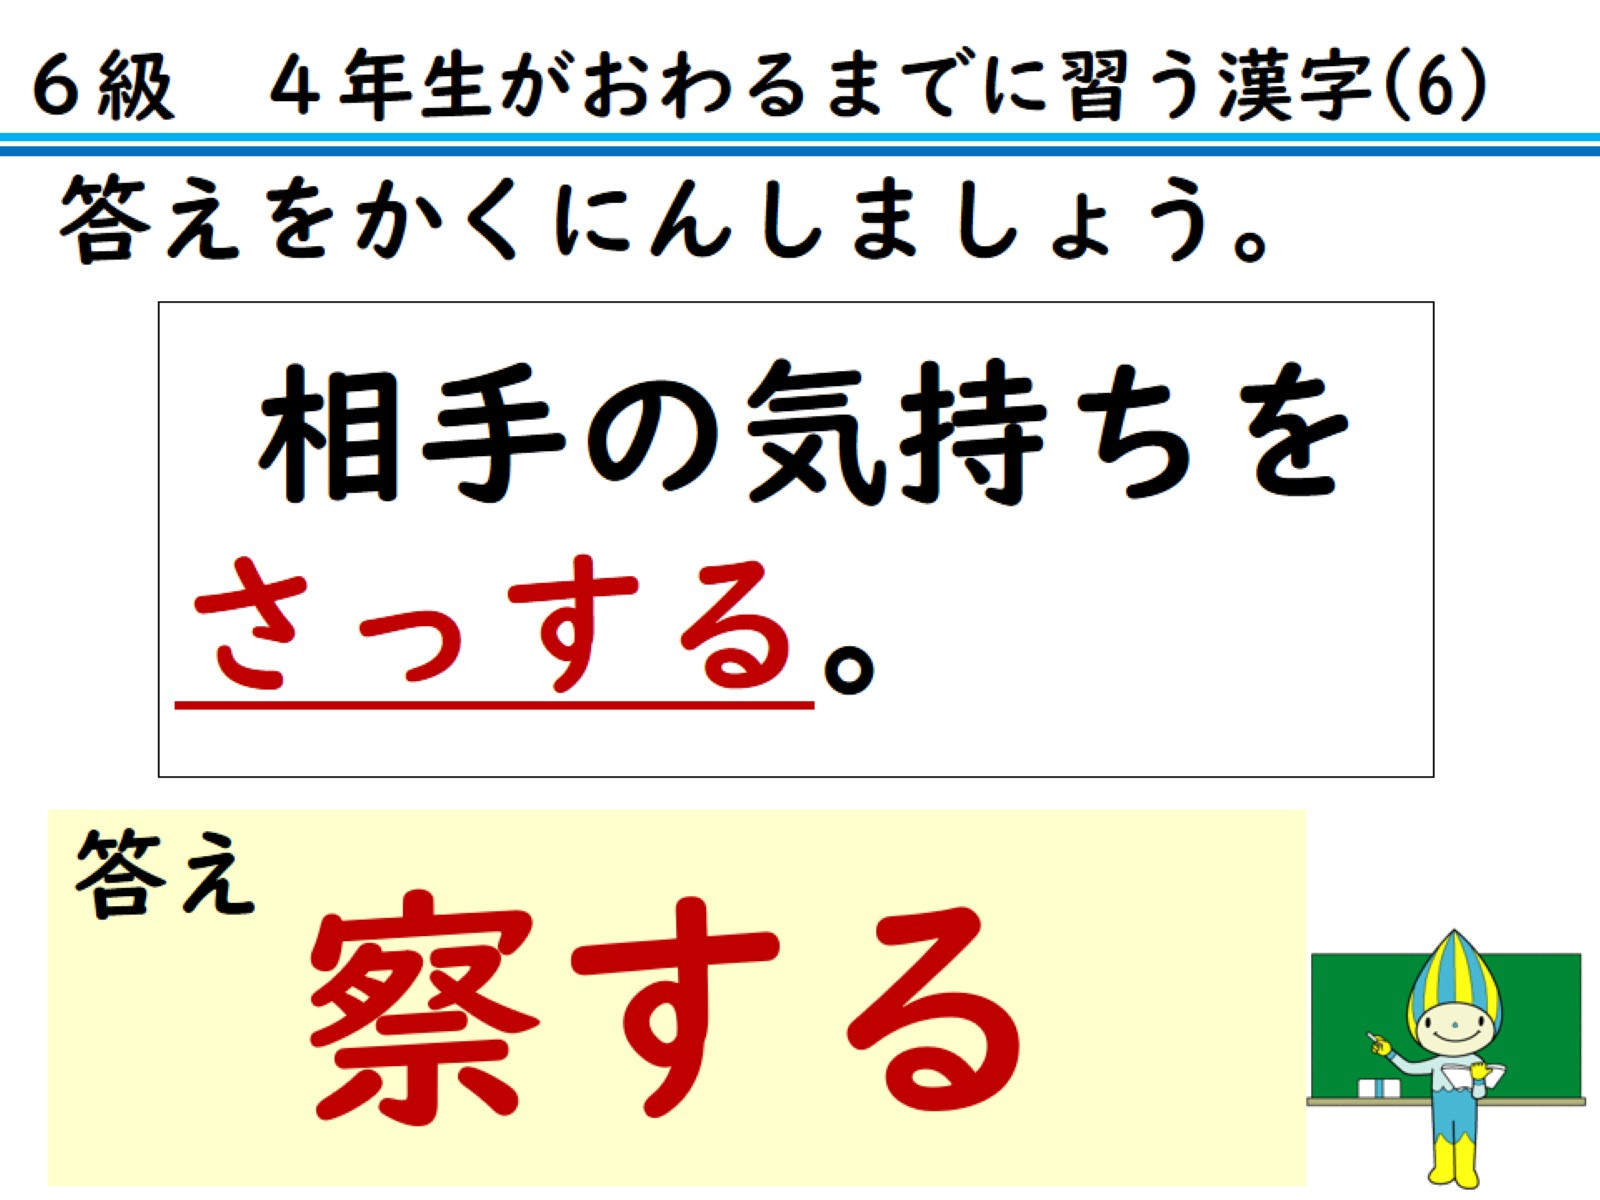 ６級　４年生がおわるまでに習う漢字(6)
答えをかくにんしましょう。
相手の気持ちを
さっする。
答え
察する